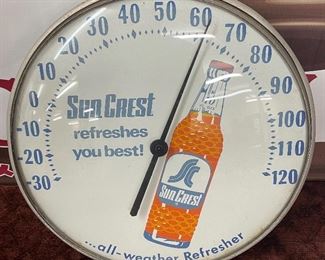 -30 -20 -10 0 10 20 30 40 50 60 70 80 90 100 110 120
SUN CREST
refreshes
you best!
SUN CREST
...all-weather Refresher